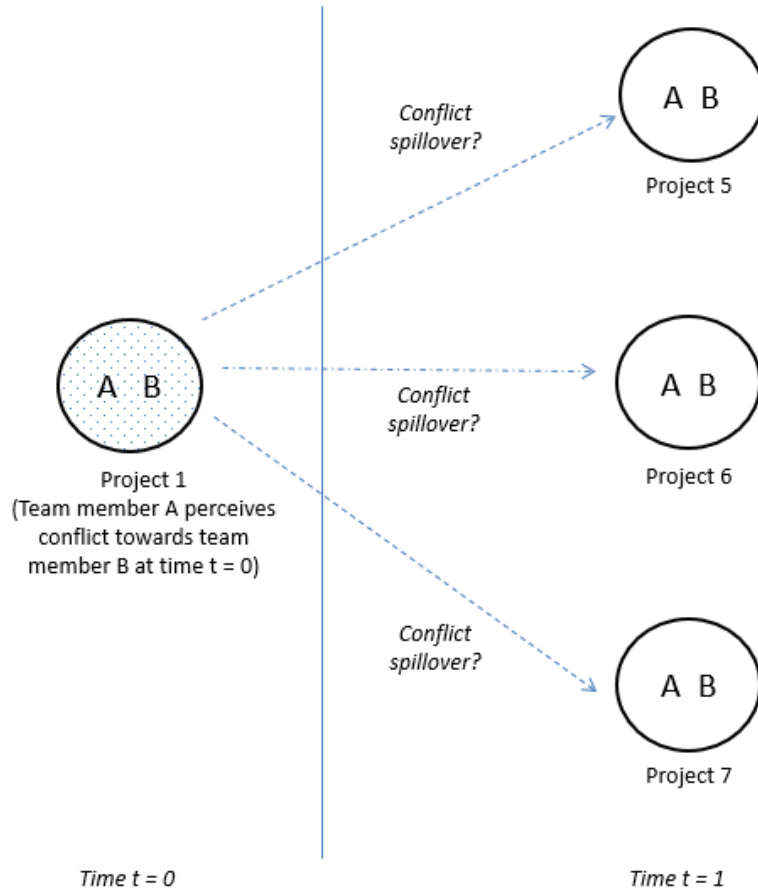 A B
Project 5
Conflict
spillover?
A B
Project 1
(Team member A perceives
conflict towards team
member B at time t = 0)
Conflict
spillover?
A B
Project 6
Conflict
spillover?
A B
Project 7
Time t = 0
Time t = 1